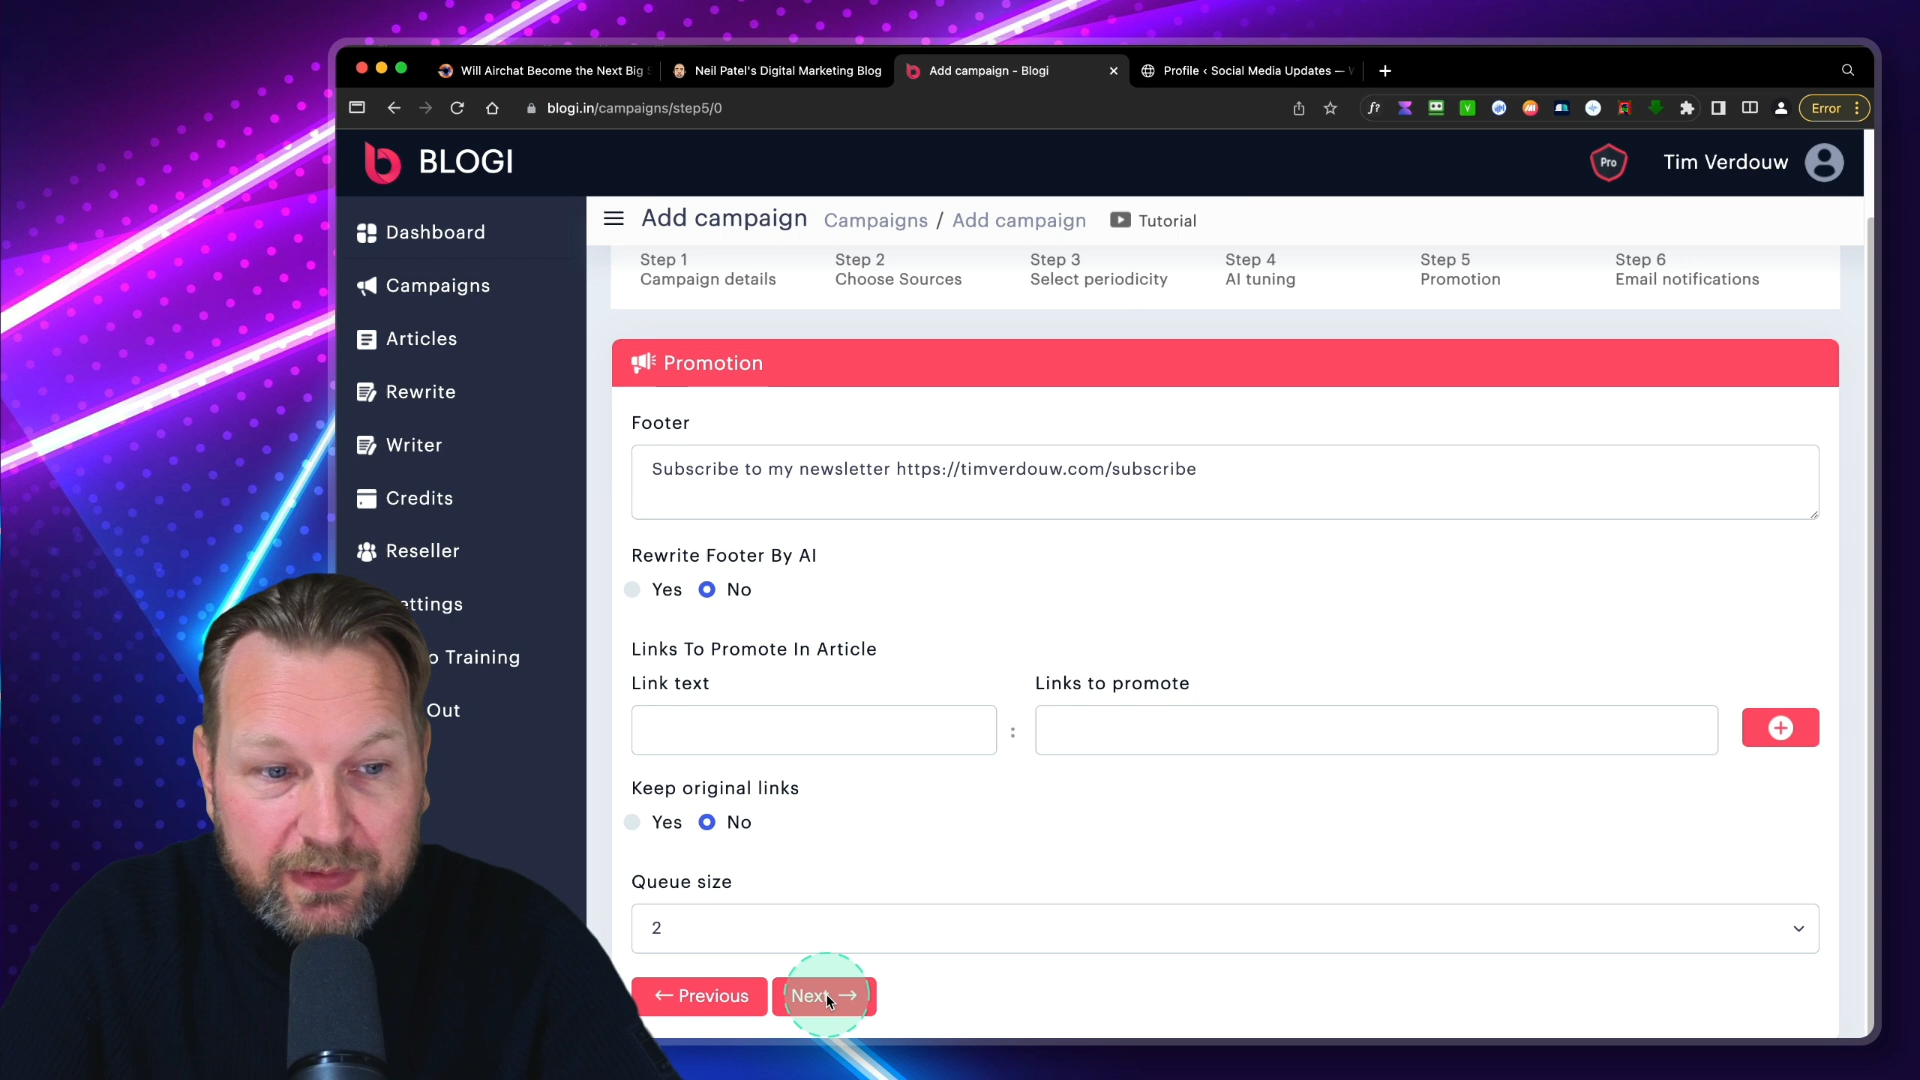 Will Airchat Become the Next Big
Neil Patel's Digital Marketing Blog
Add campaign - Blogi
Profile ‹ Social Media Updates —
blogi.in/campaigns/step5/0
Error
BLOGI
Pro
Tim Verdouw
Dashboard
Campaigns
Articles
Rewrite
Writer
Credits
Reseller
ettings
o Training
Out
Add campaign
Campaigns / Add campaign
Tutorial
Step 1
Campaign details
Step 2
Choose Sources
Step 3
Select periodicity
Step 4
AI tuning
Step 5
Promotion
Step 6
Email notifications
Promotion
Footer
Subscribe to my newsletter https://timverdouw.com/subscribe
Rewrite Footer By AI
Yes No
Links To Promote In Article
Link text
Links to promote
:
Keep original links
Yes No
Queue size
2
← Previous
Next →